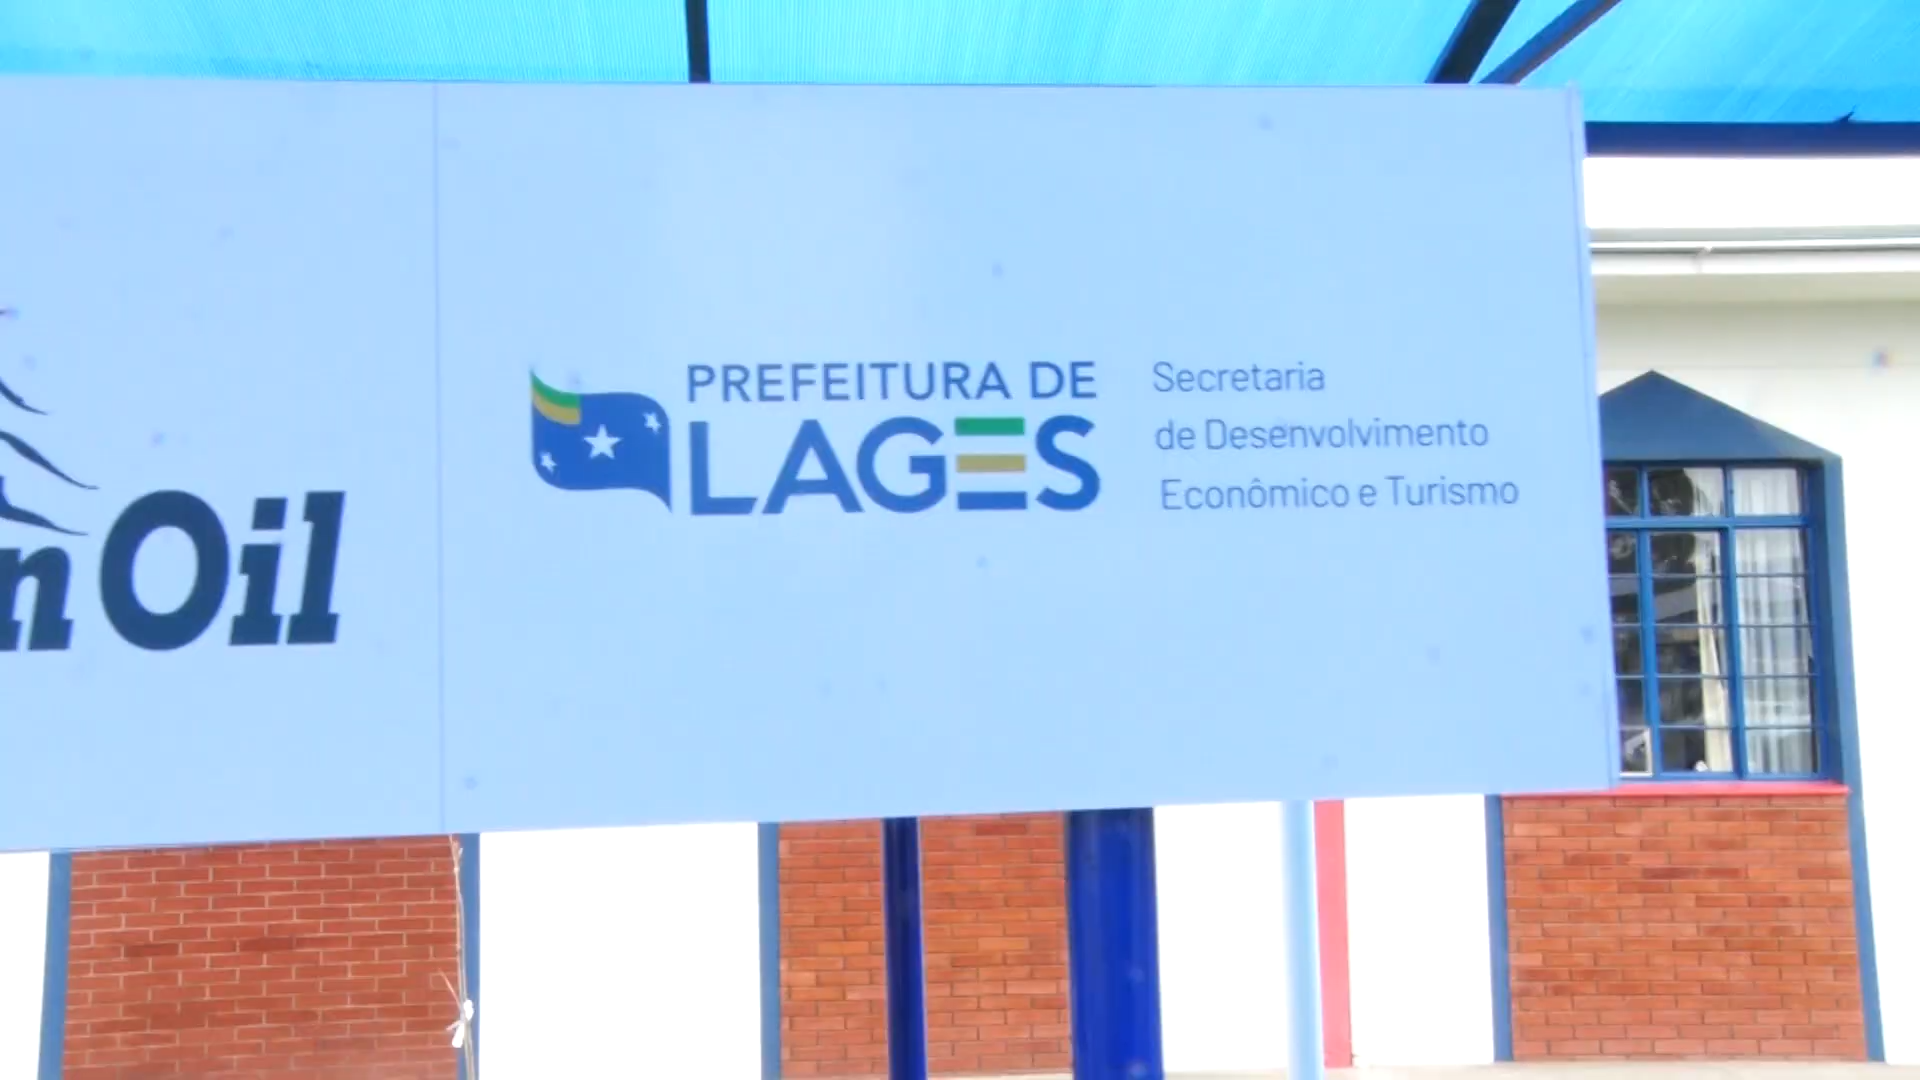 Oil
PREFEITURA DE
LAGES
Secretaria
de Desenvolvimento
Econômico e Turismo